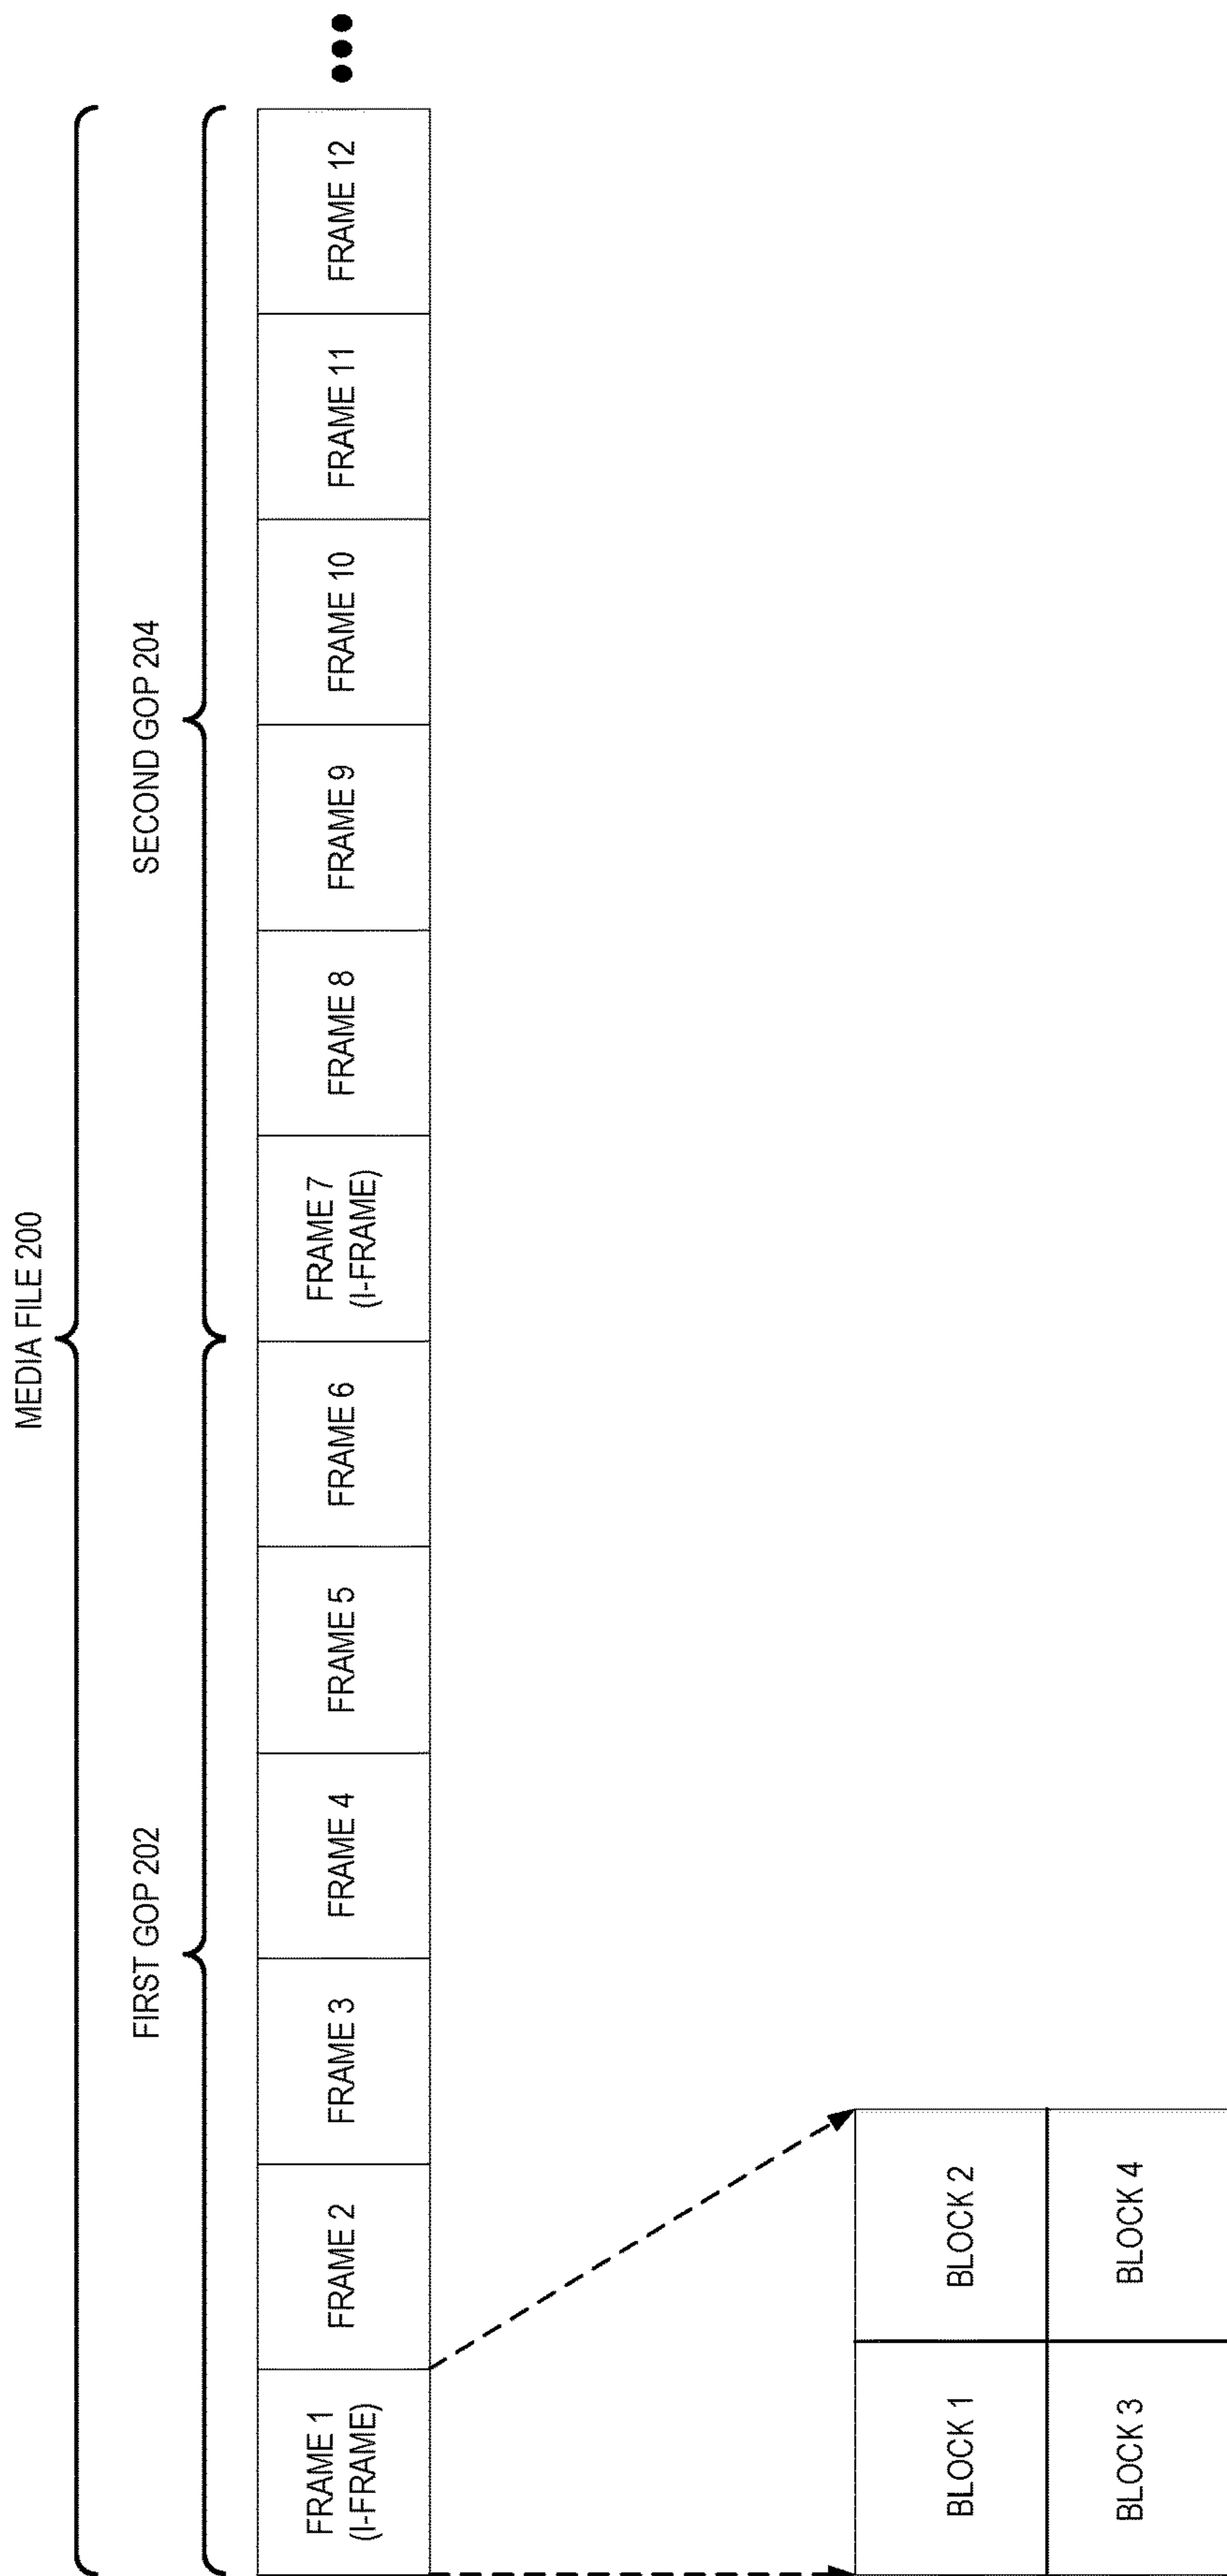 MEDIA FILE 200
FIRST GOP 202
SECOND GOP 204
FRAME 1
(I-FRAME)
FRAME 2
FRAME 3
FRAME 4
FRAME 5
FRAME 6
FRAME 7
(I-FRAME)
FRAME 8
FRAME 9
FRAME 10
FRAME 11
FRAME 12
BLOCK 1
BLOCK 2
BLOCK 3
BLOCK 4